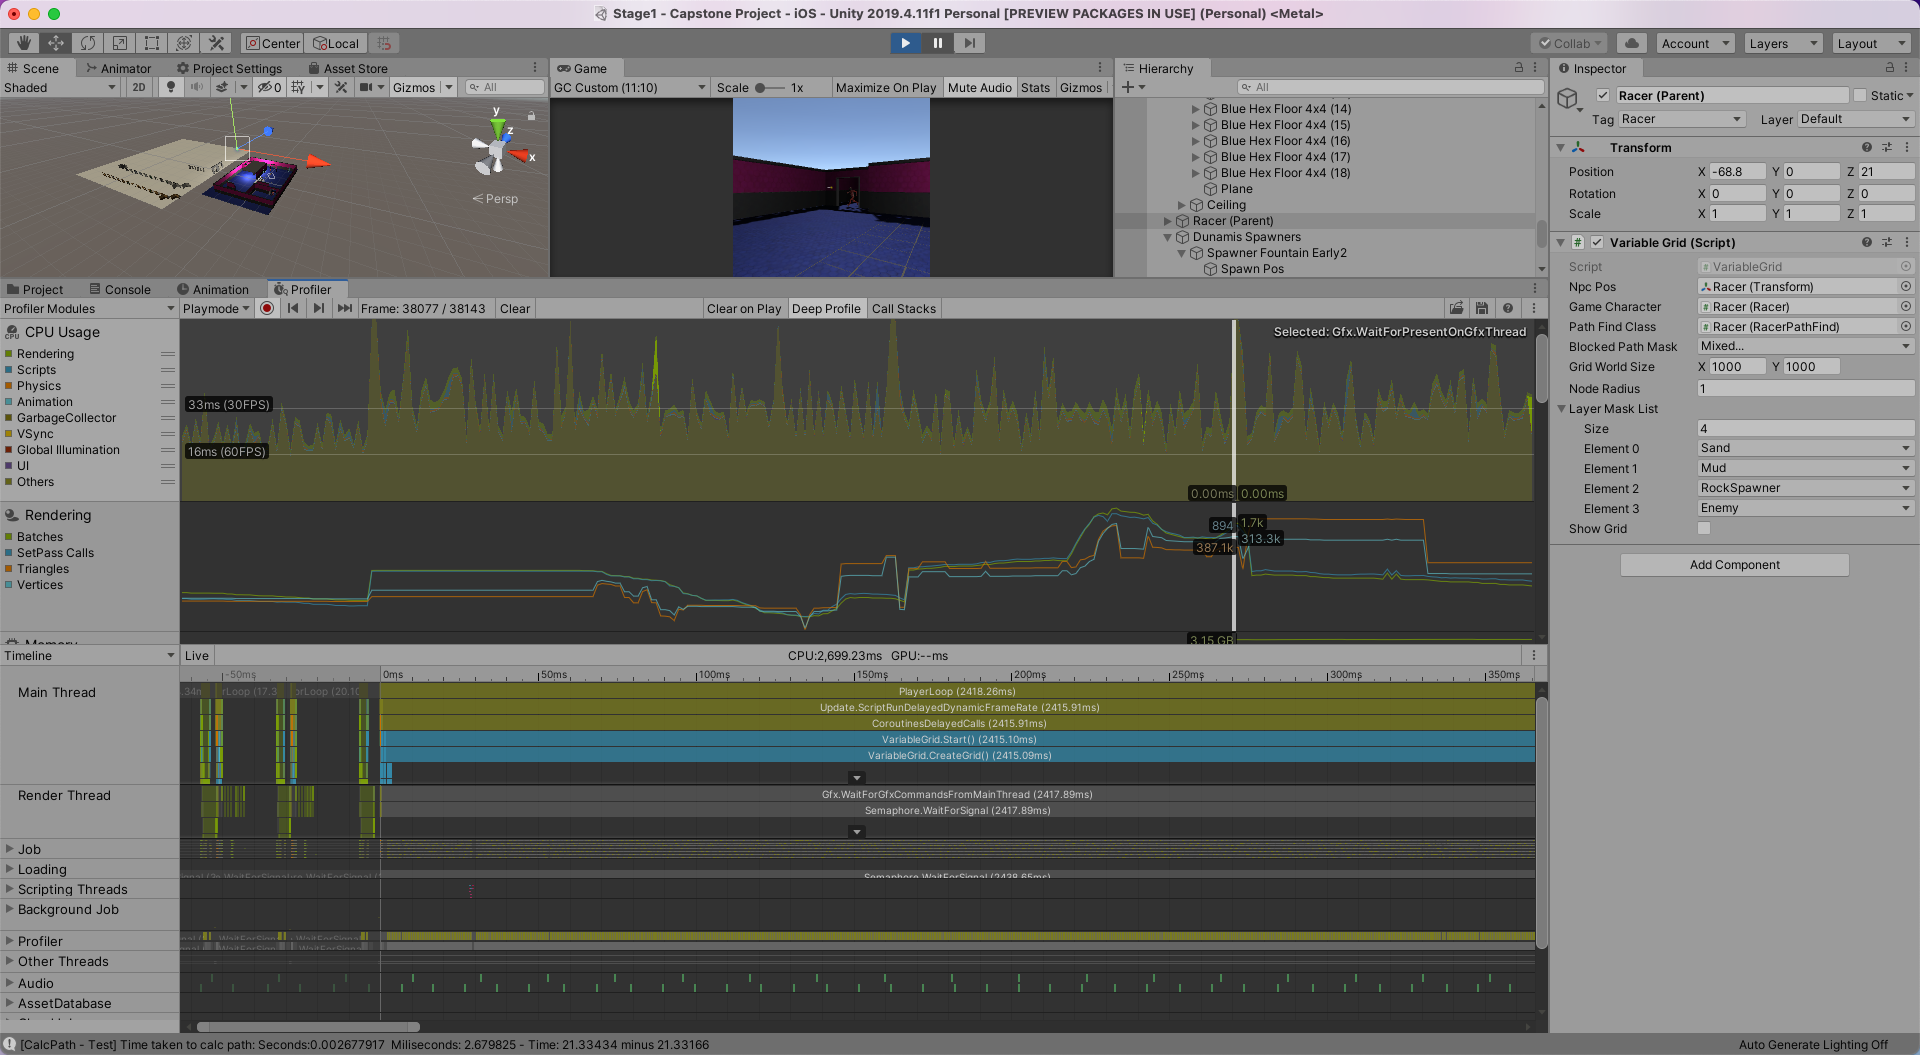 Stage1 - Capstone Project - iOS - Unity 2019.4.11f1 Personal [PREVIEW PACKAGES IN USE] (Personal) <Metal>
Center Local Collab Account Layers Layout
Scene Animator Project Settings Asset Store
Shaded 2D 0 Gizmos All
y z x
Persp
Game
GC Custom (11:10) Scale 1x Maximize On Play Mute Audio Stats Gizmos
Hierarchy
All
Blue Hex Floor 4x4 (14)
Blue Hex Floor 4x4 (15)
Blue Hex Floor 4x4 (16)
Blue Hex Floor 4x4 (17)
Blue Hex Floor 4x4 (18)
Plane
Ceiling
Racer (Parent)
Dunamis Spawners
Spawner Fountain Early2
Spawn Pos
Inspector
Racer (Parent) Static
Tag Racer Layer Default
Transform
Position X -68.8 Y 0 Z 21
Rotation X 0 Y 0 Z 0
Scale X 1 Y 1 Z 1
# Variable Grid (Script)
Script VariableGrid
Npc Pos Racer (Transform)
Game Character Racer (Racer)
Path Find Class Racer (RacerPathFind)
Blocked Path Mask Mixed...
Grid World Size X 1000 Y 1000
Node Radius 1
Layer Mask List
Size 4
Element 0 Sand
Element 1 Mud
Element 2 RockSpawner
Element 3 Enemy
Show Grid
Add Component
Project Console Animation Profiler
Profiler Modules Playmode Frame: 38077 / 38143 Clear Clear on Play Deep Profile Call Stacks
CPU Usage
Rendering
Scripts
Physics
Animation
GarbageCollector
VSync
Global Illumination
UI
Others
Selected: Gfx.WaitForPresentOnGfxThread
33ms (30FPS)
16ms (60FPS)
0.00ms 0.00ms
Rendering
Batches
SetPass Calls
Triangles
Vertices
894 1.7k
387.1k 313.3k
Memory
3.15 GB
Timeline Live CPU:2,699.23ms GPU:--ms
-50ms 0ms 50ms 100ms 150ms 200ms 250ms 300ms 350ms
Main Thread
PlayerLoop (2418.26ms)
Update.ScriptRunDelayedDynamicFrameRate (2415.91ms)
CoroutinesDelayedCalls (2415.91ms)
VariableGrid.Start() (2415.10ms)
VariableGrid.CreateGrid() (2415.09ms)
Render Thread
Gfx.WaitForGfxCommandsFromMainThread (2417.89ms)
Semaphore.WaitForSignal (2417.89ms)
Job
Loading
Semaphore.WaitForSignal (2438.65ms)
Scripting Threads
Background Job
Profiler
Other Threads
Audio
AssetDatabase
[CalcPath - Test] Time taken to calc path: Seconds:0.002677917 Miliseconds: 2.679825 - Time: 21.33434 minus 21.33166
Auto Generate Lighting Off